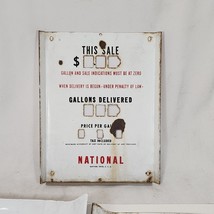 THIS SALE
$
GALLON AND SALE INDICATIONS MUST BE AT ZERO
WHEN DELIVERY IS BEGUN-UNDER PENALTY OF LAW-
GALLONS DELIVERED
PRICE PER GAL
TAX INCLUDED
NATIONAL